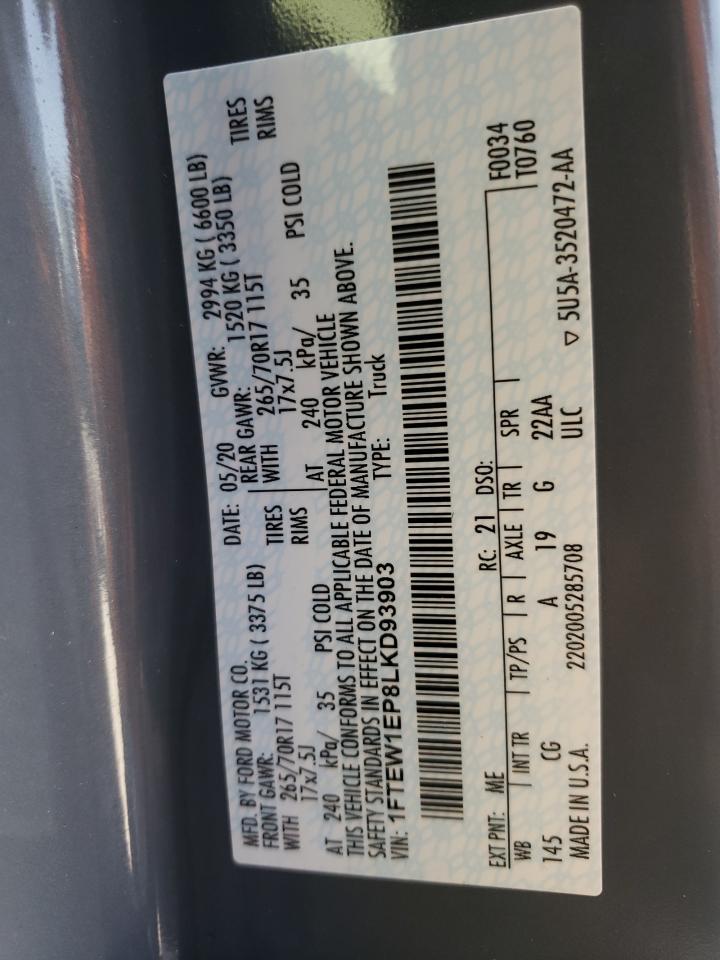 MFD. BY FORD MOTOR CO. DATE: 05/20 GVWR: 2994 KG ( 6600 LB)
FRONT GAWR: 1531 KG ( 3375 LB) REAR GAWR: 1520 KG ( 3350 LB)
WITH 265/70R17 115T TIRES WITH 265/70R17 115T TIRES
17x7.5J RIMS 17x7.5J RIMS
AT 240 kPa/ 35 PSI COLD AT 240 kPa/ 35 PSI COLD
THIS VEHICLE CONFORMS TO ALL APPLICABLE FEDERAL MOTOR VEHICLE
SAFETY STANDARDS IN EFFECT ON THE DATE OF MANUFACTURE SHOWN ABOVE.
VIN: 1FTEW1EP8LKD93903 TYPE: Truck
EXT PNT: ME RC: 21 DSO: F0034
WB INT TR TP/PS R AXLE TR SPR T0760
145 CG A 19 G 22AA
MADE IN U.S.A. 2202005285708 ULC ▽ 5U5A-3520472-AA